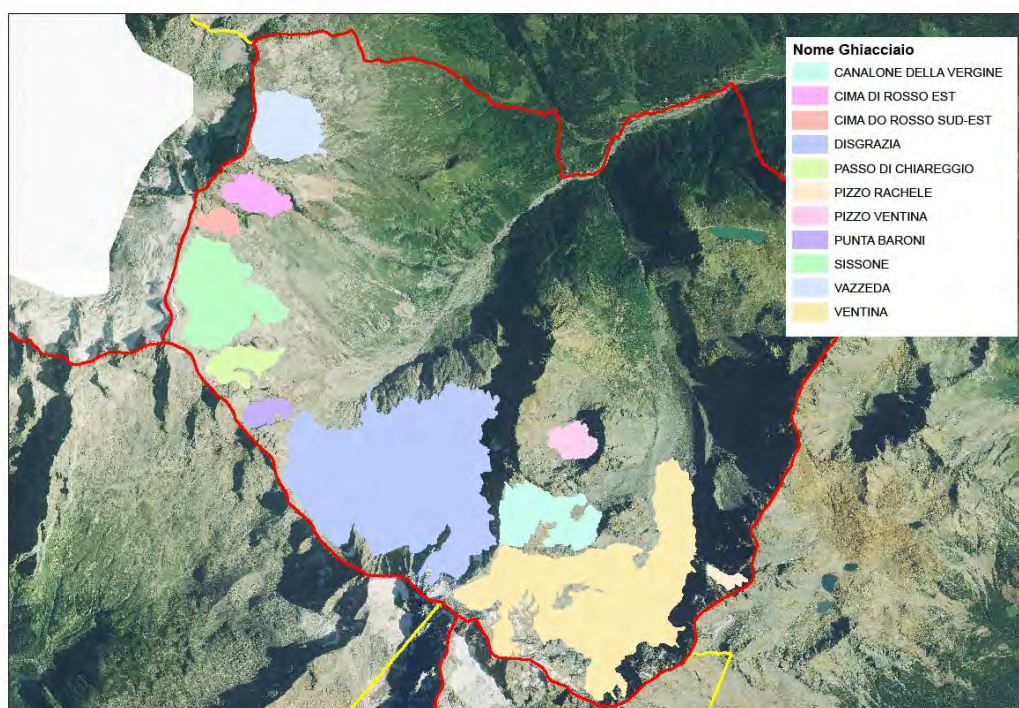 Nome Ghiacciaio
CANALONE DELLA VERGINE
CIMA DI ROSSO EST
CIMA DO ROSSO SUD-EST
DISGRAZIA
PASSO DI CHIAREGGIO
PIZZO RACHELE
PIZZO VENTINA
PUNTA BARONI
SISSONE
VAZZEDA
VENTINA